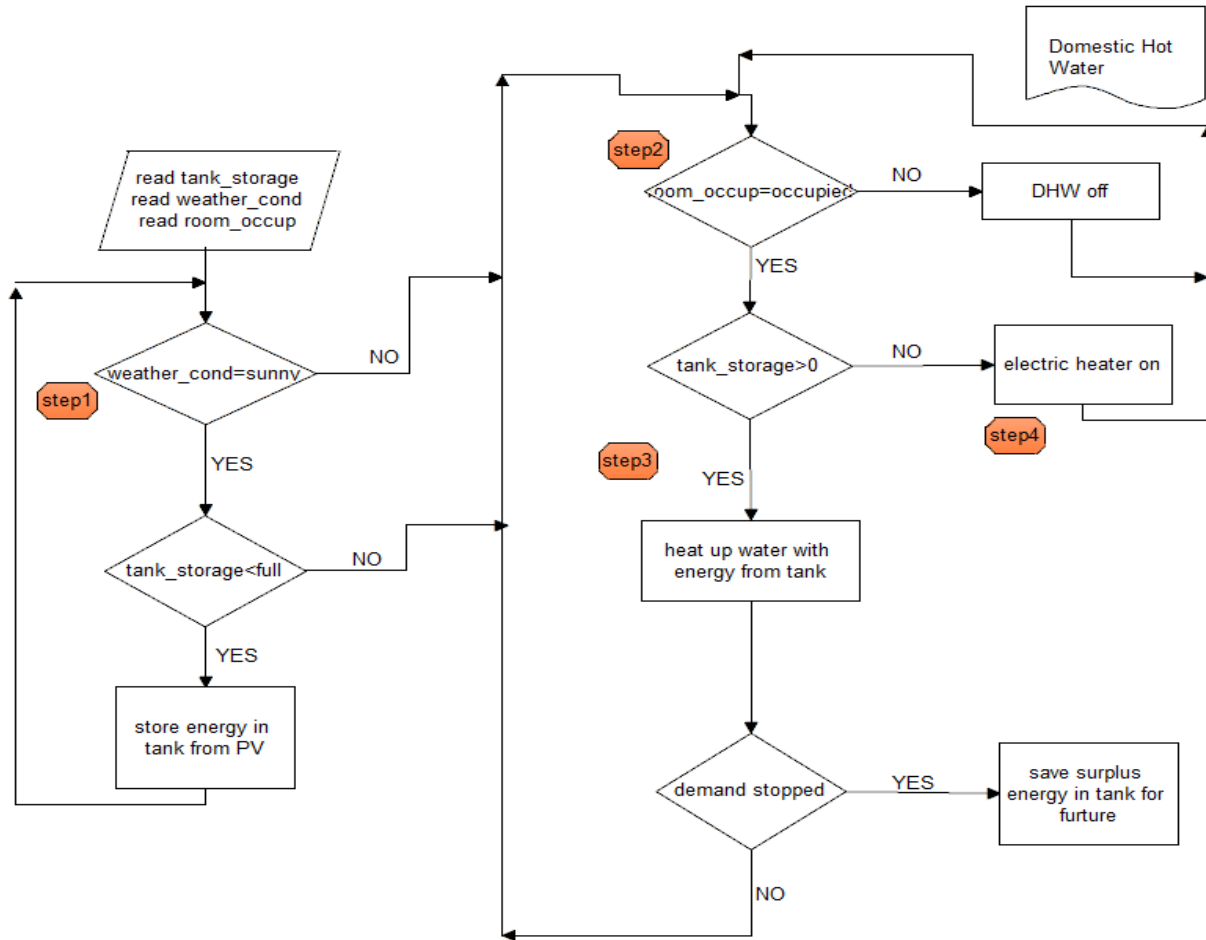 Domestic Hot
Water
step2
read tank_storage
read weather_cond
read room_occup
room_occup=occupied
NO
DHW off
YES
weather_cond=sunny
NO
step1
tank_storage>0
NO
electric heater on
step4
YES
step3
YES
tank_storage<full
NO
heat up water with
energy from tank
YES
store energy in
tank from PV
demand stopped
YES
save surplus
energy in tank for
furture
NO